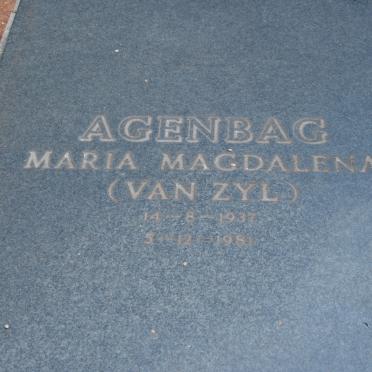 AGENBAG
MARIA MAGDALENA
(VAN ZYL)
14-8-1937
5-12-1981